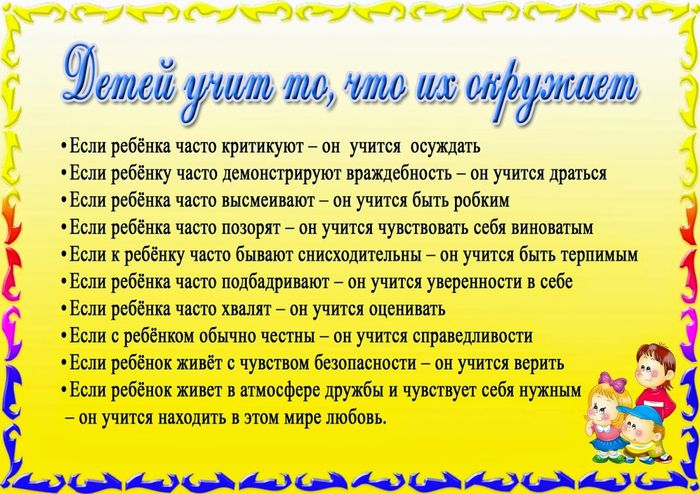 Детей учит то, что их окружает
• Если ребёнка часто критикуют – он учится осуждать
• Если ребёнку часто демонстрируют враждебность – он учится драться
• Если ребёнка часто высмеивают – он учится быть робким
• Если ребёнка часто позорят – он учится чувствовать себя виноватым
• Если к ребёнку часто бывают снисходительны – он учится быть терпимым
• Если ребёнка часто подбадривают – он учится уверенности в себе
• Если ребёнка часто хвалят – он учится оценивать
• Если с ребёнком обычно честны – он учится справедливости
• Если ребёнок живёт с чувством безопасности – он учится верить
• Если ребёнок живет в атмосфере дружбы и чувствует себя нужным
– он учится находить в этом мире любовь.